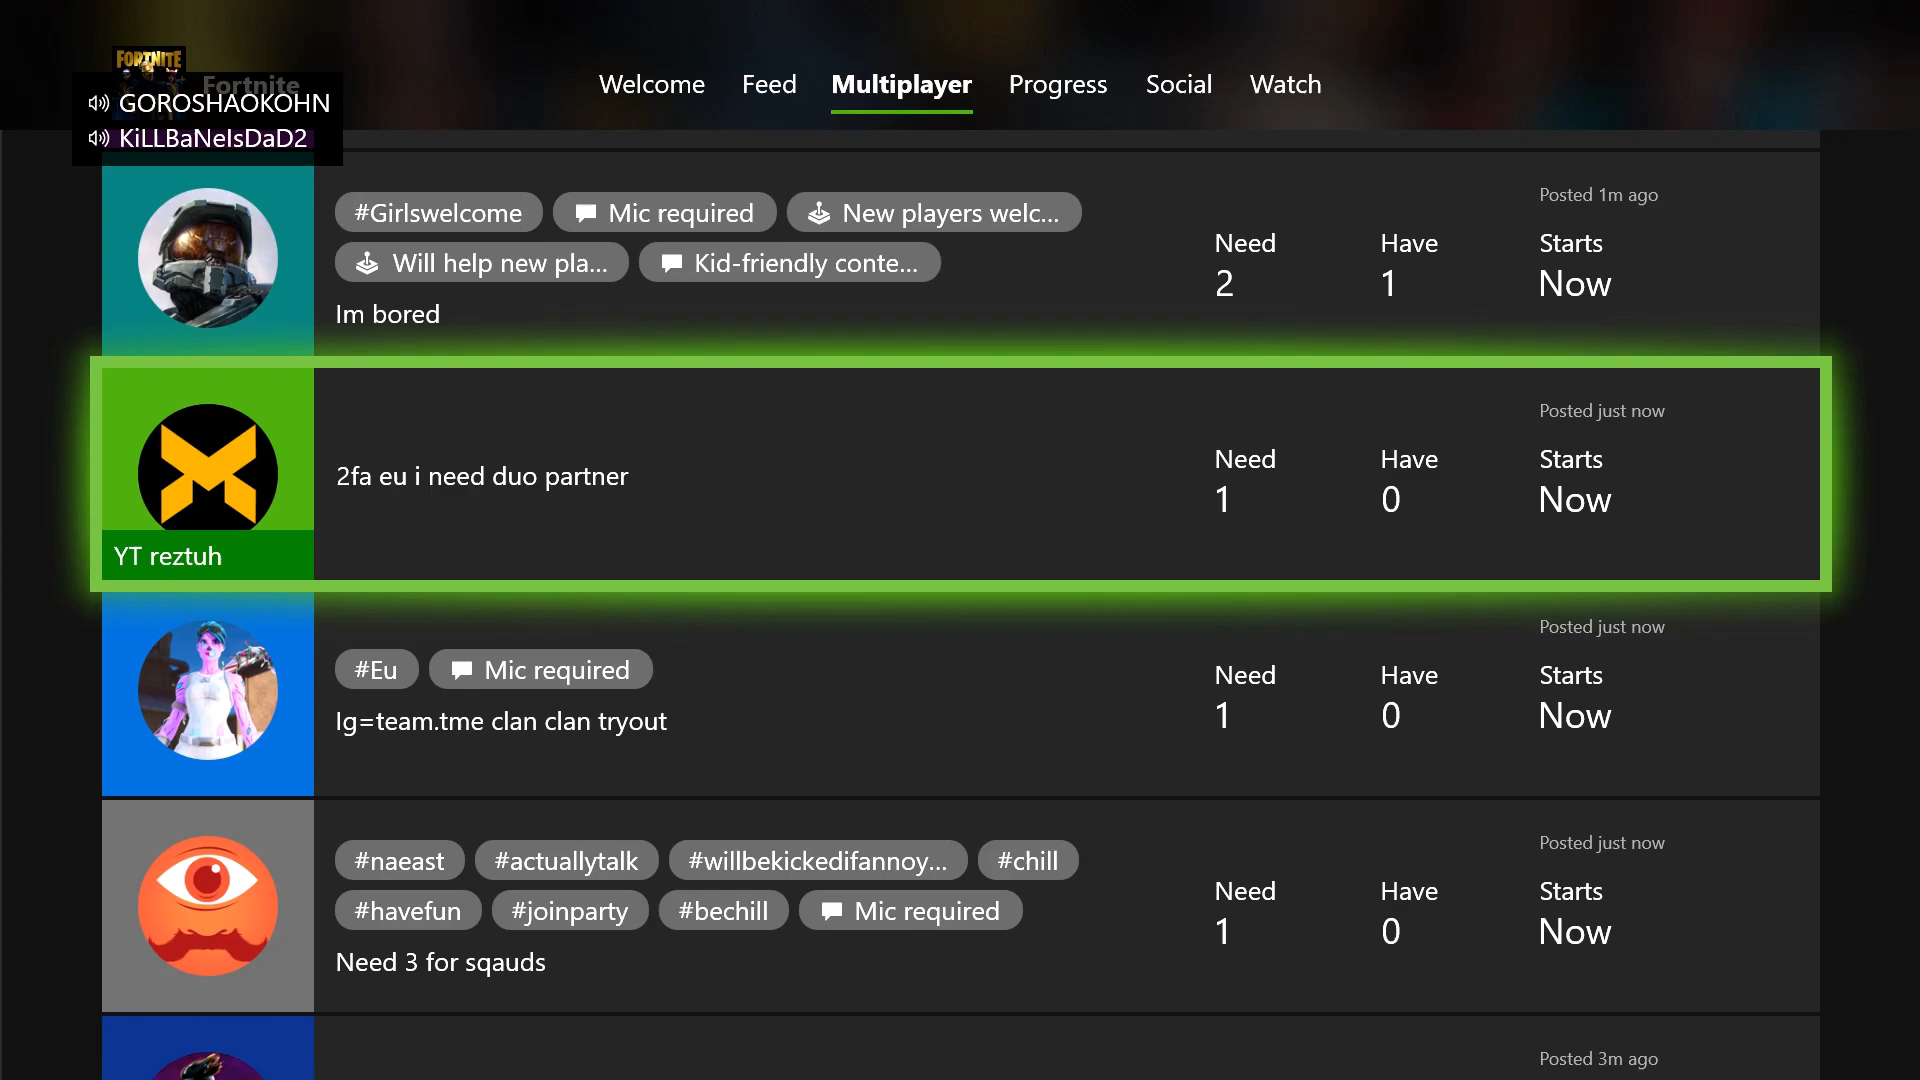 FORTNITE
Fortnite
GOROSHAOKOHN
KiLLBaNeIsDaD2
Welcome Feed Multiplayer Progress Social Watch
Posted 1m ago
#Girlswelcome Mic required New players welc...
Will help new pla... Kid-friendly conte...
Im bored
Need Have Starts
2 1 Now
Posted just now
2fa eu i need duo partner
Need Have Starts
1 0 Now
YT reztuh
Posted just now
#Eu Mic required
Ig=team.tme clan clan tryout
Need Have Starts
1 0 Now
Posted just now
#naeast #actuallytalk #willbekickedifannoy... #chill
#havefun #joinparty #bechill Mic required
Need 3 for sqauds
Need Have Starts
1 0 Now
Posted 3m ago